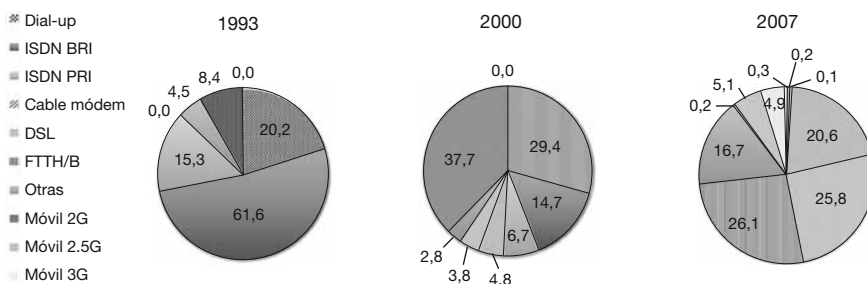 Dial-up
ISDN BRI
ISDN PRI
Cable módem
DSL
FTTH/B
Otras
Móvil 2G
Móvil 2.5G
Móvil 3G
1993
0,0
8,4
4,5
0,0
20,2
15,3
61,6
2000
0,0
37,7
29,4
14,7
6,7
2,8
3,8
4,8
2007
0,2
0,3
0,1
5,1
4,9
0,2
20,6
16,7
25,8
26,1